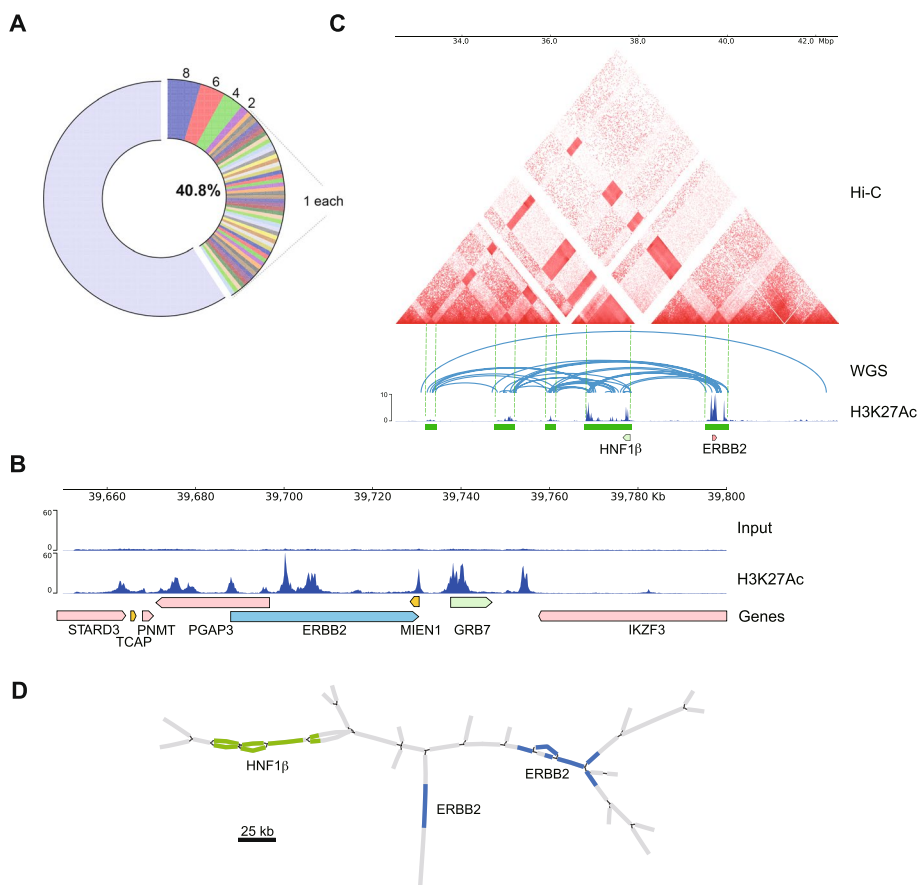 A
8
6
4
2
40.8%
1 each
C
34.0 36.0 38.0 40.0 42.0 Mbp
Hi-C
WGS
10
0
H3K27Ac
HNF1β ERBB2
B
39,660 39,680 39,700 39,720 39,740 39,760 39,780 Kb 39,800
60
0
Input
60
0
H3K27Ac
Genes
STARD3 PNMT PGAP3 ERBB2 MIEN1 GRB7 IKZF3
TCAP
D
HNF1β
ERBB2
ERBB2
25 kb